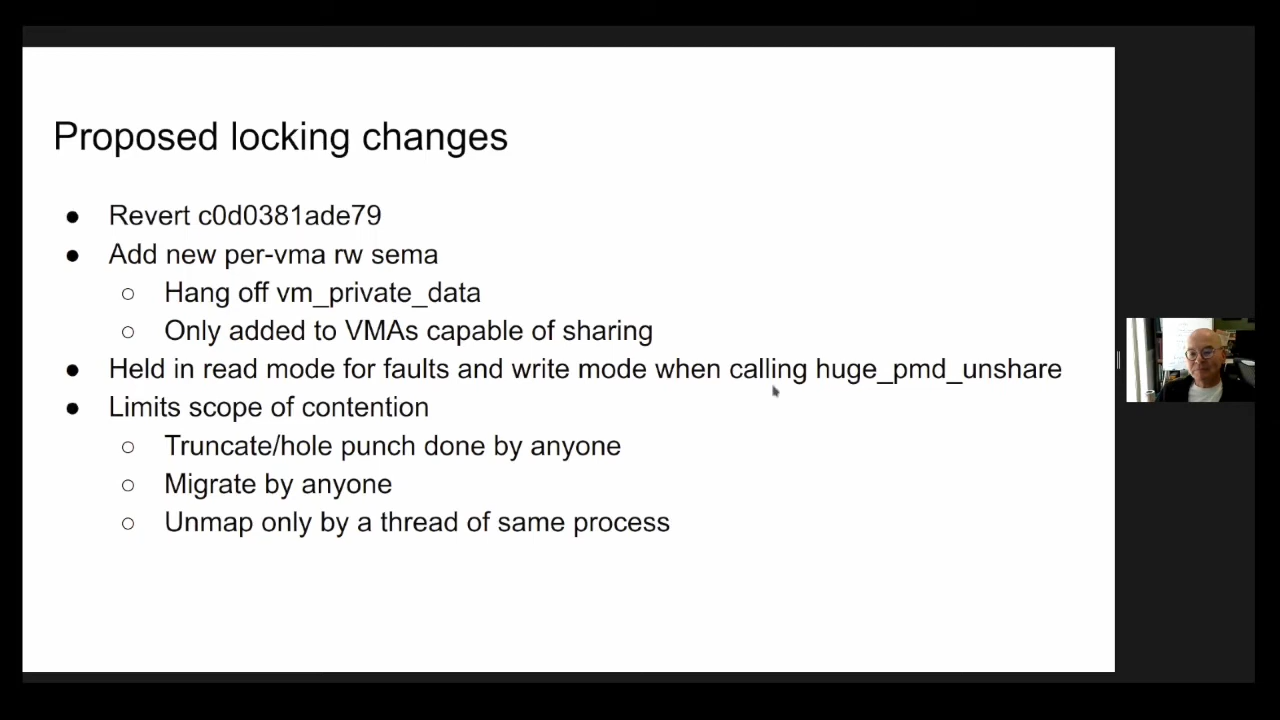 Proposed locking changes
● Revert c0d0381ade79
● Add new per-vma rw sema
○ Hang off vm_private_data
○ Only added to VMAs capable of sharing
● Held in read mode for faults and write mode when calling huge_pmd_unshare
● Limits scope of contention
○ Truncate/hole punch done by anyone
○ Migrate by anyone
○ Unmap only by a thread of same process